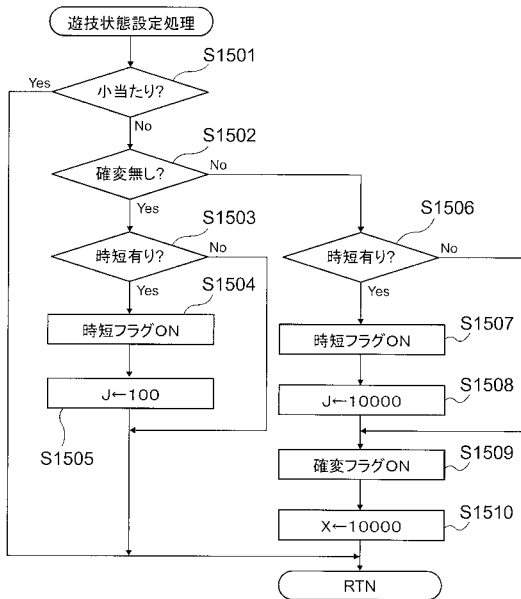 遊技状態設定処理
S1501
小当たり?
Yes
No
S1502
確変無し?
No
Yes
S1503
時短有り?
No
Yes
S1504
時短フラグON
J←100
S1505
S1506
時短有り?
No
Yes
S1507
時短フラグON
S1508
J←10000
S1509
確変フラグON
S1510
X←10000
RTN